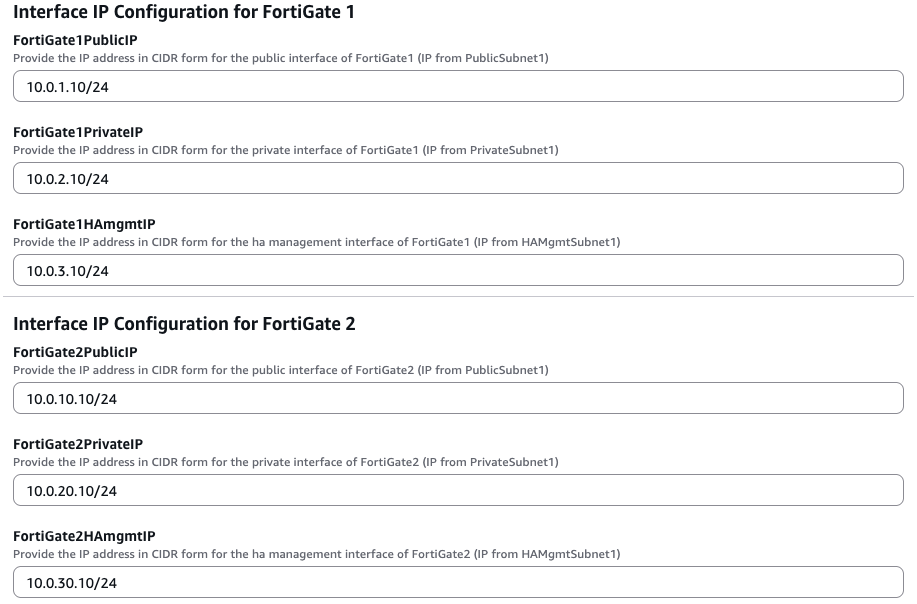 Interface IP Configuration for FortiGate 1
FortiGate1PublicIP
Provide the IP address in CIDR form for the public interface of FortiGate1 (IP from PublicSubnet1)
10.0.1.10/24
FortiGate1PrivateIP
Provide the IP address in CIDR form for the private interface of FortiGate1 (IP from PrivateSubnet1)
10.0.2.10/24
FortiGate1HAmgmtIP
Provide the IP address in CIDR form for the ha management interface of FortiGate1 (IP from HAMgmtSubnet1)
10.0.3.10/24
Interface IP Configuration for FortiGate 2
FortiGate2PublicIP
Provide the IP address in CIDR form for the public interface of FortiGate2 (IP from PublicSubnet1)
10.0.10.10/24
FortiGate2PrivateIP
Provide the IP address in CIDR form for the private interface of FortiGate2 (IP from PrivateSubnet1)
10.0.20.10/24
FortiGate2HAmgmtIP
Provide the IP address in CIDR form for the ha management interface of FortiGate2 (IP from HAMgmtSubnet1)
10.0.30.10/24